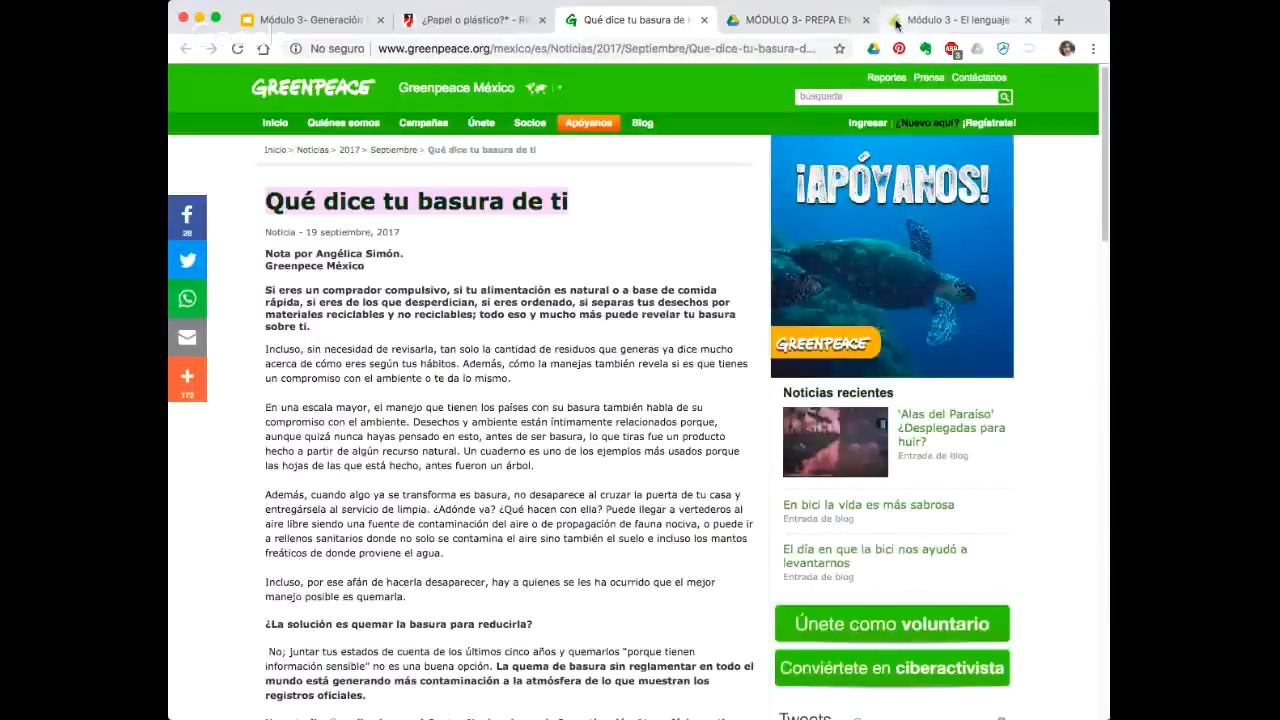 Módulo 3- Generación
¿Papel o plástico?* - Re
Qué dice tu basura de
MÓDULO 3- PREPA EN
Módulo 3 - El lenguaje
No seguro
www.greenpeace.org/mexico/es/Noticias/2017/Septiembre/Que-dice-tu-basura-d...
3
GREENPEACE
Greenpeace México
Reportes Prensa Contáctanos
búsqueda
Inicio Quiénes somos Campañas Únete Socios Apóyanos Blog
Ingresar | ¿Nuevo aquí? ¡Regístrate!
Inicio > Noticias > 2017 > Septiembre > Qué dice tu basura de ti
Qué dice tu basura de ti
Noticia - 19 septiembre, 2017
Nota por Angélica Simón.
Greenpece México
Si eres un comprador compulsivo, si tu alimentación es natural o a base de comida
rápida, si eres de los que desperdician, si eres ordenado, si separas tus desechos por
materiales reciclables y no reciclables; todo eso y mucho más puede revelar tu basura
sobre ti.
Incluso, sin necesidad de revisarla, tan solo la cantidad de residuos que generas ya dice mucho
acerca de cómo eres según tus hábitos. Además, cómo la manejas también revela si es que tienes
un compromiso con el ambiente o te da lo mismo.
En una escala mayor, el manejo que tienen los países con su basura también habla de su
compromiso con el ambiente. Desechos y ambiente están íntimamente relacionados porque,
aunque quizá nunca hayas pensado en esto, antes de ser basura, lo que tiras fue un producto
hecho a partir de algún recurso natural. Un cuaderno es uno de los ejemplos más usados porque
las hojas de las que está hecho, antes fueron un árbol.
Además, cuando algo ya se transforma es basura, no desaparece al cruzar la puerta de tu casa y
entregársela al servicio de limpia. ¿Adónde va? ¿Qué hacen con ella? Puede llegar a vertederos al
aire libre siendo una fuente de contaminación del aire o de propagación de fauna nociva, o puede ir
a rellenos sanitarios donde no solo se contamina el aire sino también el suelo e incluso los mantos
freáticos de donde proviene el agua.
Incluso, por ese afán de hacerla desaparecer, hay a quienes se les ha ocurrido que el mejor
manejo posible es quemarla.
¿La solución es quemar la basura para reducirla?
No; juntar tus estados de cuenta de los últimos cinco años y quemarlos "porque tienen
información sensible" no es una buena opción. La quema de basura sin reglamentar en todo el
mundo está generando más contaminación a la atmósfera de lo que muestran los
registros oficiales.
28
172
¡APÓYANOS!
GREENPEACE
Noticias recientes
'Alas del Paraíso'
¿Desplegadas para
huir?
Entrada de blog
En bici la vida es más sabrosa
Entrada de blog
El día en que la bici nos ayudó a
levantarnos
Entrada de blog
Únete como voluntario
Conviértete en ciberactivista
Tweets